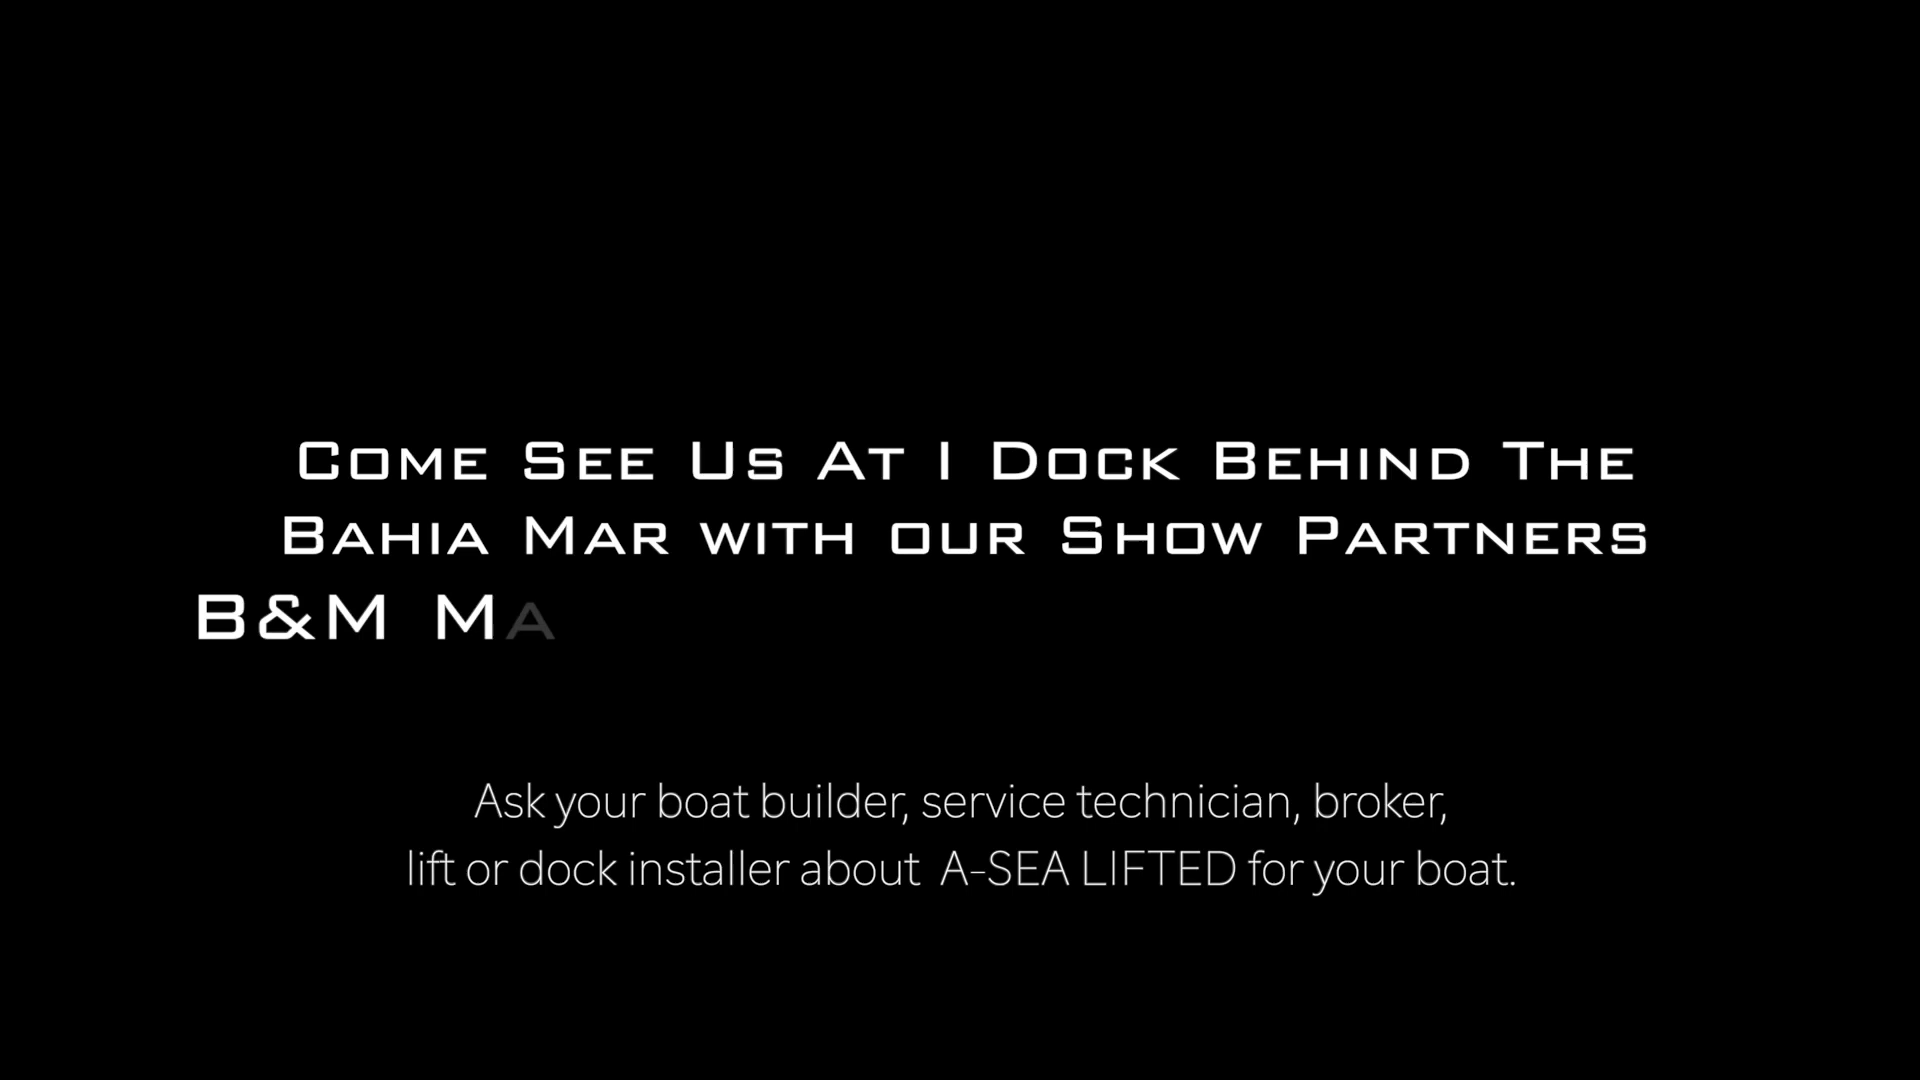 Come See Us At I Dock Behind The
Bahia Mar with our Show Partners
B&M Ma
Ask your boat builder, service technician, broker,
lift or dock installer about A-SEA LIFTED for your boat.